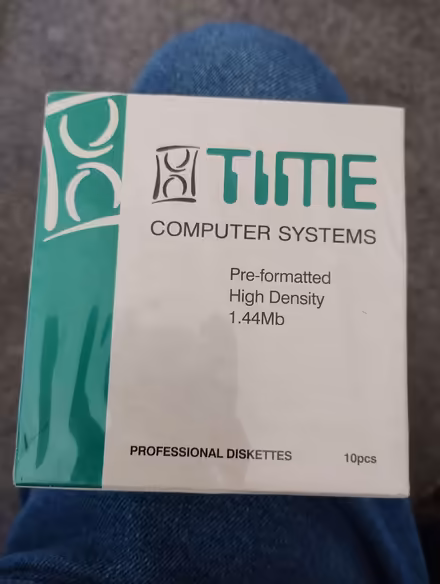 TIME
COMPUTER SYSTEMS
Pre-formatted
High Density
1.44Mb
PROFESSIONAL DISKETTES 10pcs